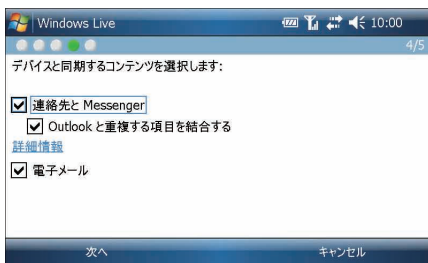 Windows Live 10:00
4/5
デバイスと同期するコンテンツを選択します:
連絡先と Messenger
Outlook と重複する項目を結合する
詳細情報
電子メール
次へ キャンセル